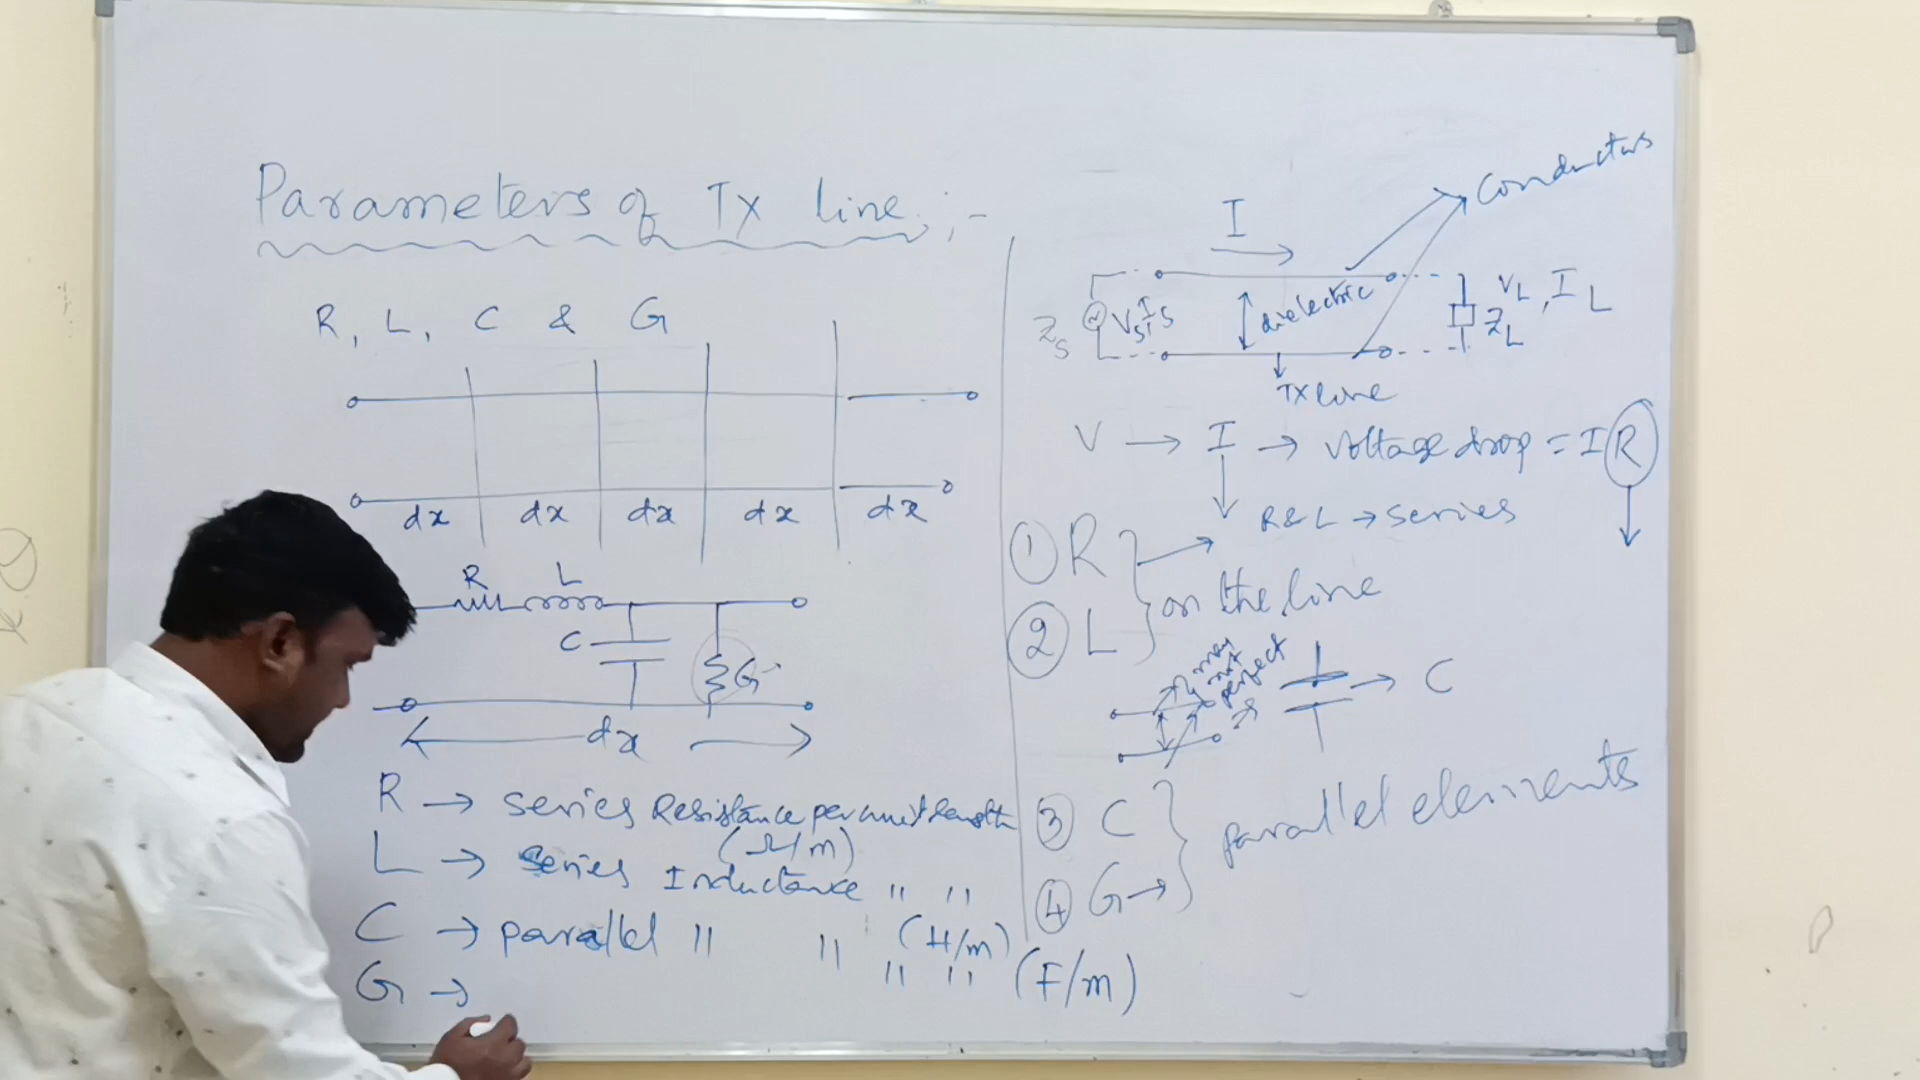 Parameters of Tx line :-
R, L, C & G
dx dx dx dx dx
R L
C G
dx
R → series Resistance per unit length
(Ω/m)
L → series Inductance " "
(H/m)
C → parallel " " " "
(F/m)
G →
conductors
I
Zs Vs Is dielectric VL, IL
ZL
Tx line
V → I → voltage drop = IR
R & L → series
① R
on the line
② L
may not perfect
→ C
③ C
parallel elements
④ G →